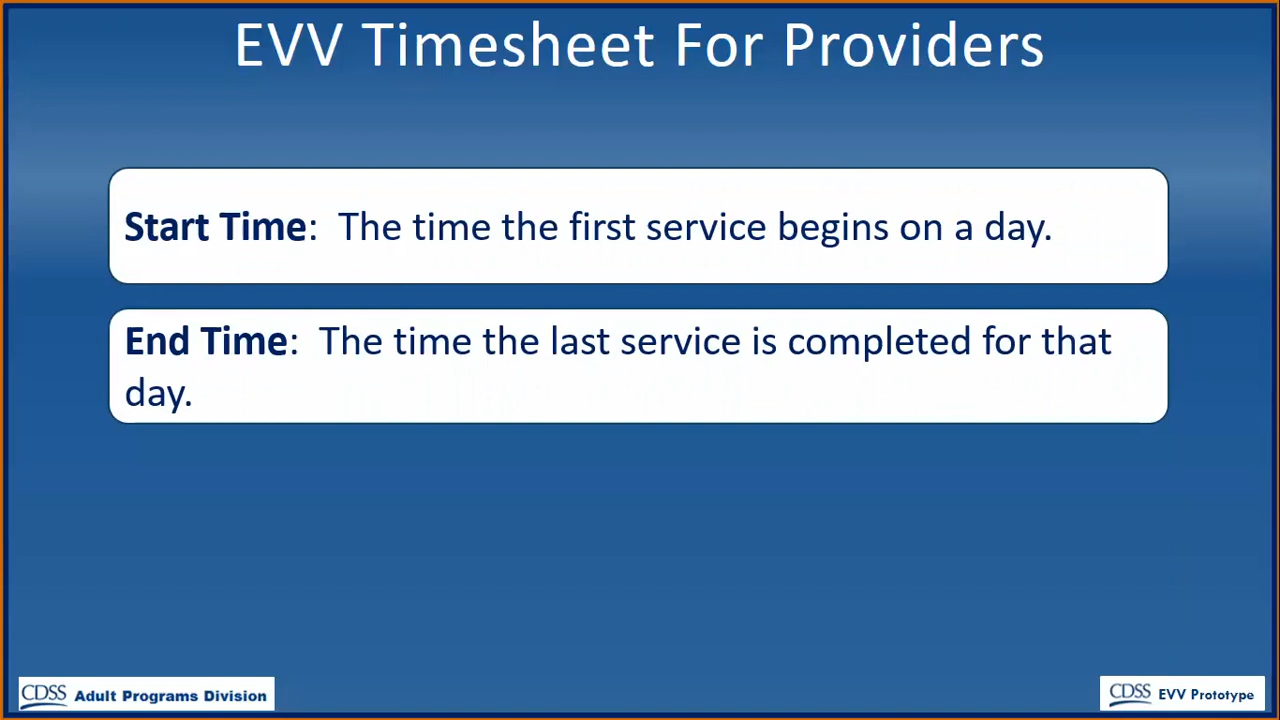 EVV Timesheet For Providers
Start Time:  The time the first service begins on a day.
End Time:  The time the last service is completed for that
day.
CDSS Adult Programs Division
CDSS EVV Prototype